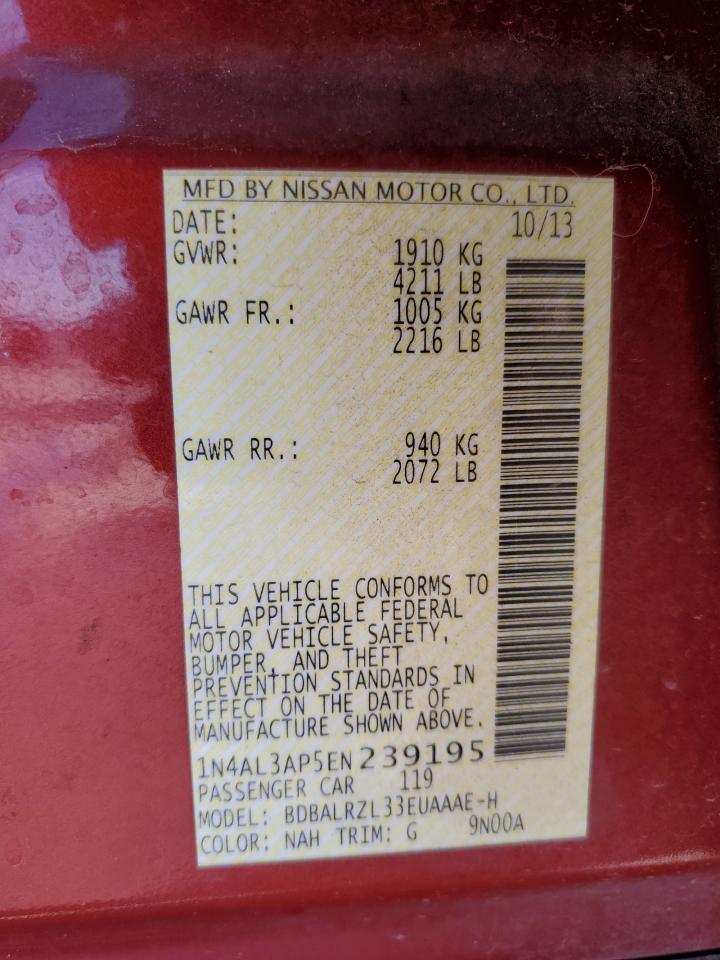 MFD BY NISSAN MOTOR CO., LTD.
DATE: 10/13
GVWR: 1910 KG
4211 LB
GAWR FR.: 1005 KG
2216 LB
GAWR RR.: 940 KG
2072 LB
THIS VEHICLE CONFORMS TO
ALL APPLICABLE FEDERAL
MOTOR VEHICLE SAFETY,
BUMPER, AND THEFT
PREVENTION STANDARDS IN
EFFECT ON THE DATE OF
MANUFACTURE SHOWN ABOVE.
1N4AL3AP5EN239195
PASSENGER CAR 119
MODEL: BDBALRZL33EUAAAE-H
COLOR: NAH TRIM: G 9N00A